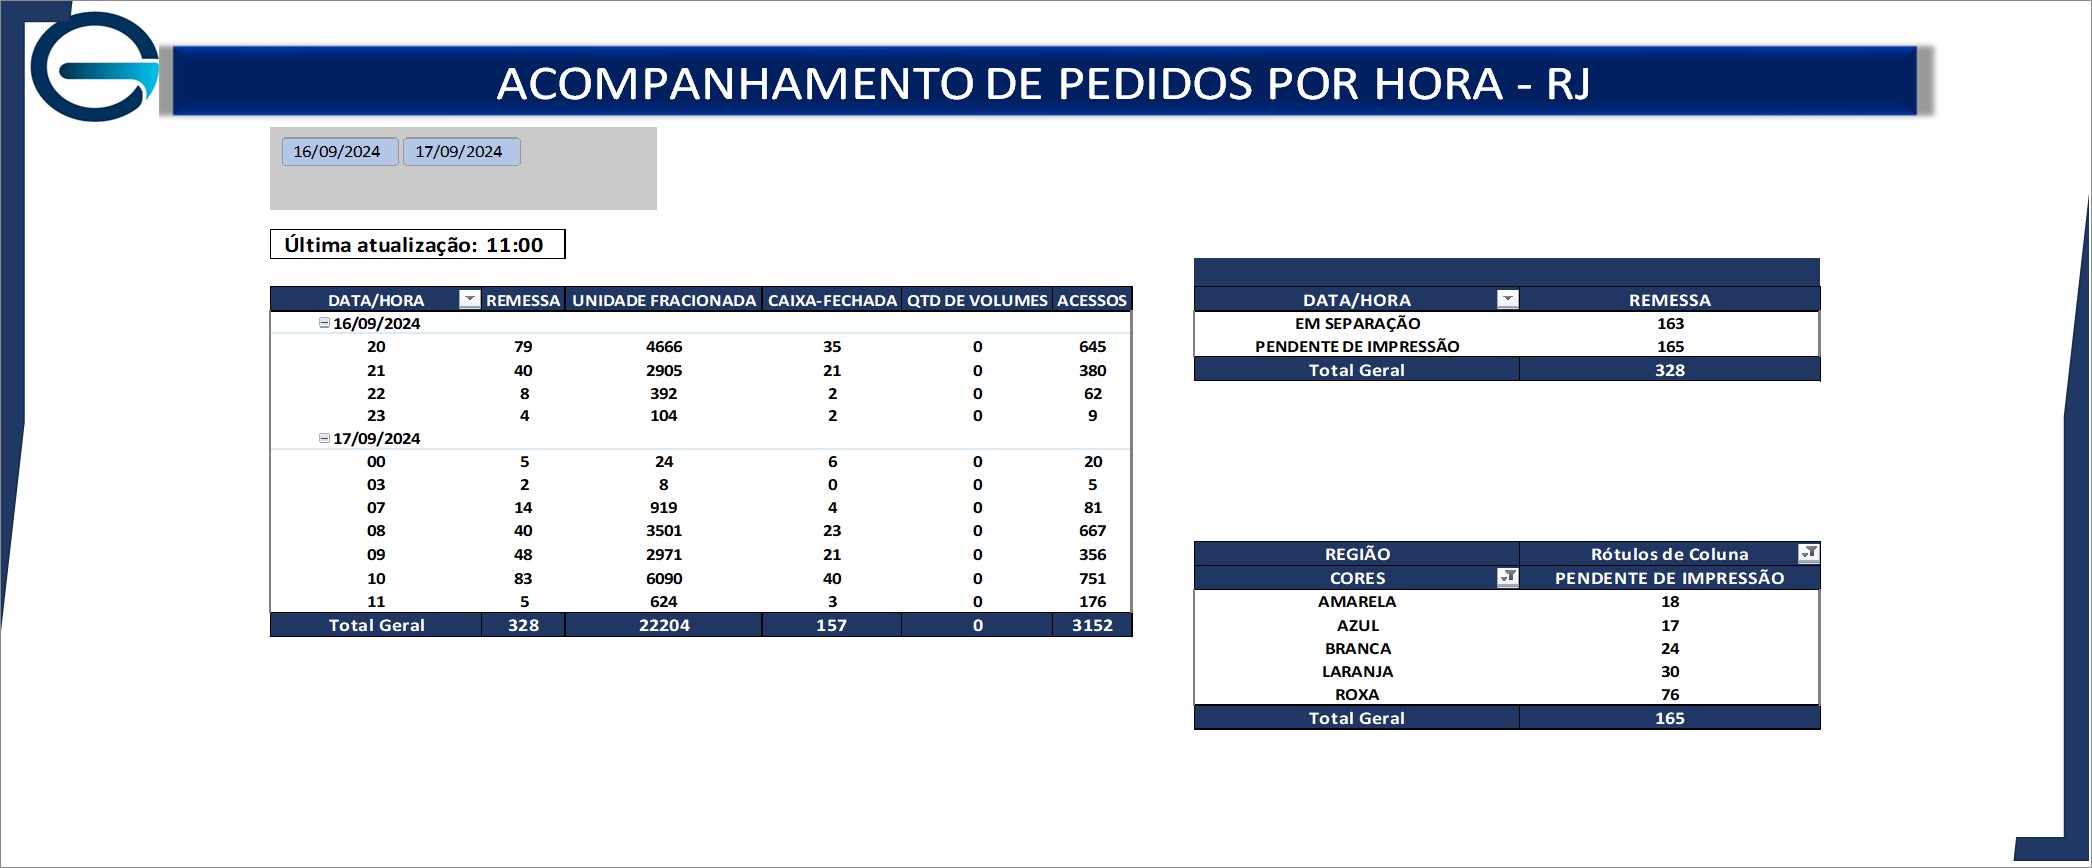 ACOMPANHAMENTO DE PEDIDOS POR HORA - RJ
16/09/2024 17/09/2024
Última atualização: 11:00
DATA/HORA REMESSA UNIDADE FRACIONADA CAIXA-FECHADA QTD DE VOLUMES ACESSOS
16/09/2024
20 79 4666 35 0 645
21 40 2905 21 0 380
22 8 392 2 0 62
23 4 104 2 0 9
17/09/2024
00 5 24 6 0 20
03 2 8 0 0 5
07 14 919 4 0 81
08 40 3501 23 0 667
09 48 2971 21 0 356
10 83 6090 40 0 751
11 5 624 3 0 176
Total Geral 328 22204 157 0 3152
DATA/HORA REMESSA
EM SEPARAÇÃO 163
PENDENTE DE IMPRESSÃO 165
Total Geral 328
REGIÃO Rótulos de Coluna
CORES PENDENTE DE IMPRESSÃO
AMARELA 18
AZUL 17
BRANCA 24
LARANJA 30
ROXA 76
Total Geral 165